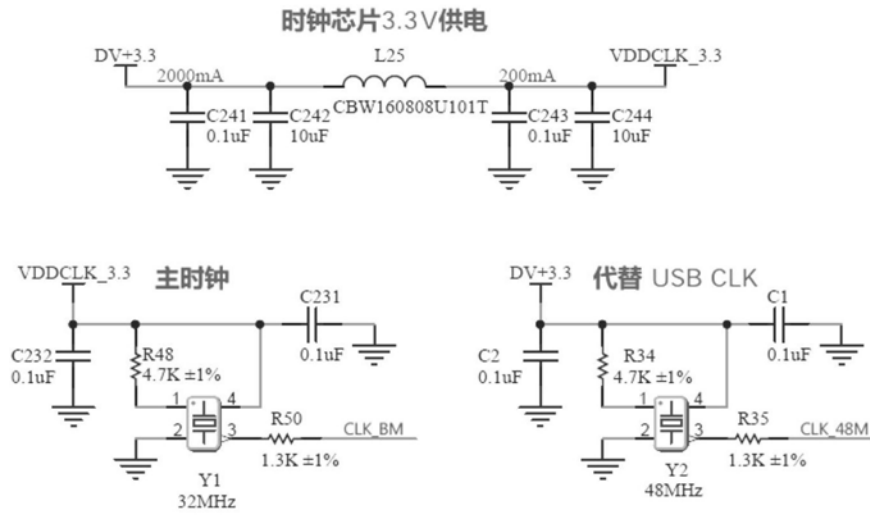 时钟芯片3.3V供电
DV+3.3
L25
VDDCLK_3.3
2000mA
200mA
CBW160808U101T
C241
0.1uF
C242
10uF
C243
0.1uF
C244
10uF
VDDCLK_3.3
主时钟
C231
0.1uF
C232
0.1uF
R48
4.7K ±1%
1
4
2
3
R50
1.3K ±1%
CLK_BM
Y1
32MHz
DV+3.3
代替 USB CLK
C1
0.1uF
C2
0.1uF
R34
4.7K ±1%
1
4
2
3
R35
1.3K ±1%
CLK_48M
Y2
48MHz